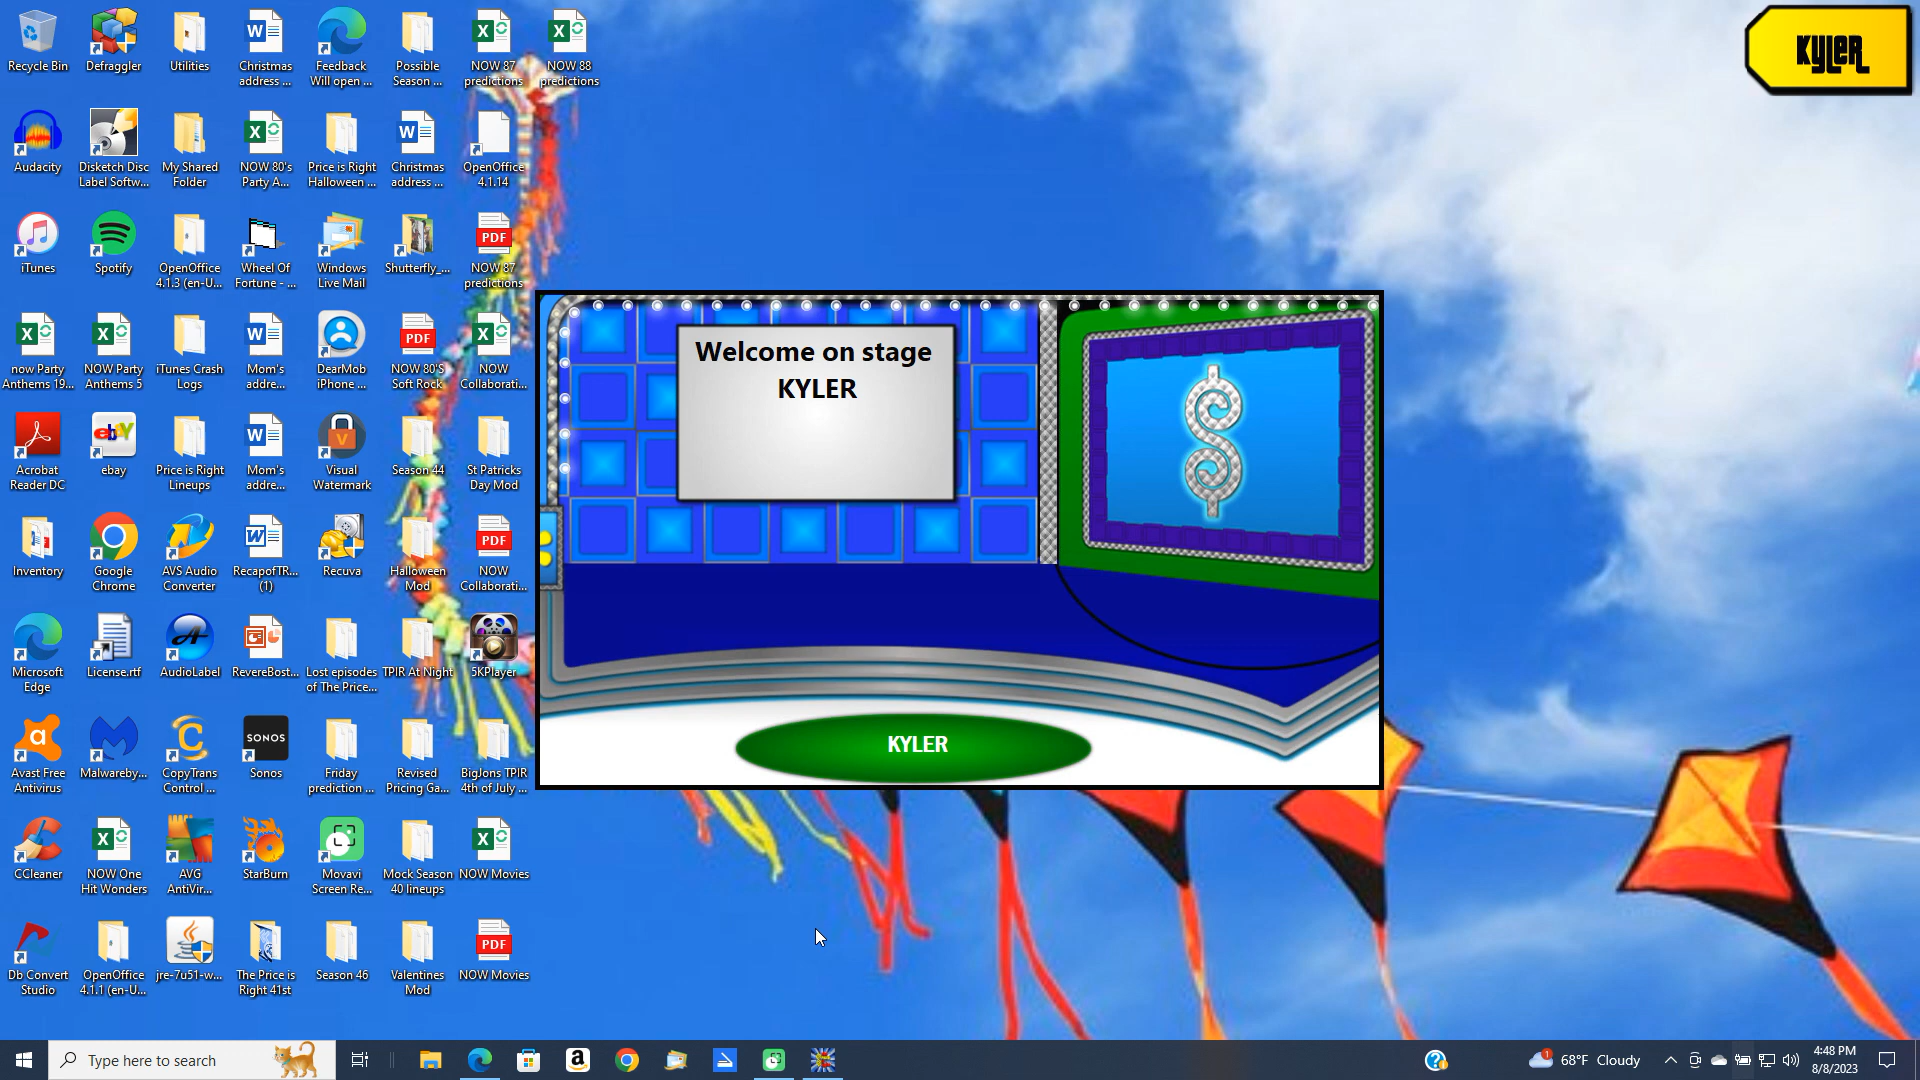 Recycle Bin
Defraggler
Utilities
Christmas
address ...
Feedback
Will open ...
Possible
Season ...
NOW 87
predictions
NOW 88
predictions
KYLER
Audacity
Disketch Disc
Label Softw...
My Shared
Folder
NOW 80's
Party A...
Price is Right
Halloween ...
Christmas
address ...
OpenOffice
4.1.14
iTunes
Spotify
OpenOffice
4.1.3 (en-U...
Wheel Of
Fortune - ...
Windows
Live Mail
Shutterfly_...
PDF
NOW 87
predictions
now Party
Anthems 19...
NOW Party
Anthems 5
iTunes Crash
Logs
Mom's
addre...
DearMob
iPhone ...
PDF
NOW 80'S
Soft Rock
NOW
Collaborati...
Welcome on stage
KYLER
Acrobat
Reader DC
ebay
ebay
Price is Right
Lineups
Mom's
addre...
Visual
Watermark
Season 44
St Patricks
Day Mod
Inventory
Google
Chrome
AVS Audio
Converter
RecapofTR...
(1)
Recuva
Halloween
Mod
PDF
NOW
Collaborati...
Microsoft
Edge
License.rtf
AudioLabel
RevereBost...
Lost episodes
of The Price...
TPIR At Night
5KPlayer
KYLER
Avast Free
Antivirus
Malwareby...
CopyTrans
Control ...
SONOS
Sonos
Friday
prediction ...
Revised
Pricing Ga...
BigJons TPIR
4th of July ...
CCleaner
NOW One
Hit Wonders
AVG
AntiVir...
StarBurn
Movavi
Screen Re...
Mock Season
40 lineups
NOW Movies
Db Convert
Studio
OpenOffice
4.1.1 (en-U...
jre-7u51-w...
The Price is
Right 41st
Season 46
Valentines
Mod
PDF
NOW Movies
Type here to search
68°F Cloudy
4:48 PM
8/8/2023